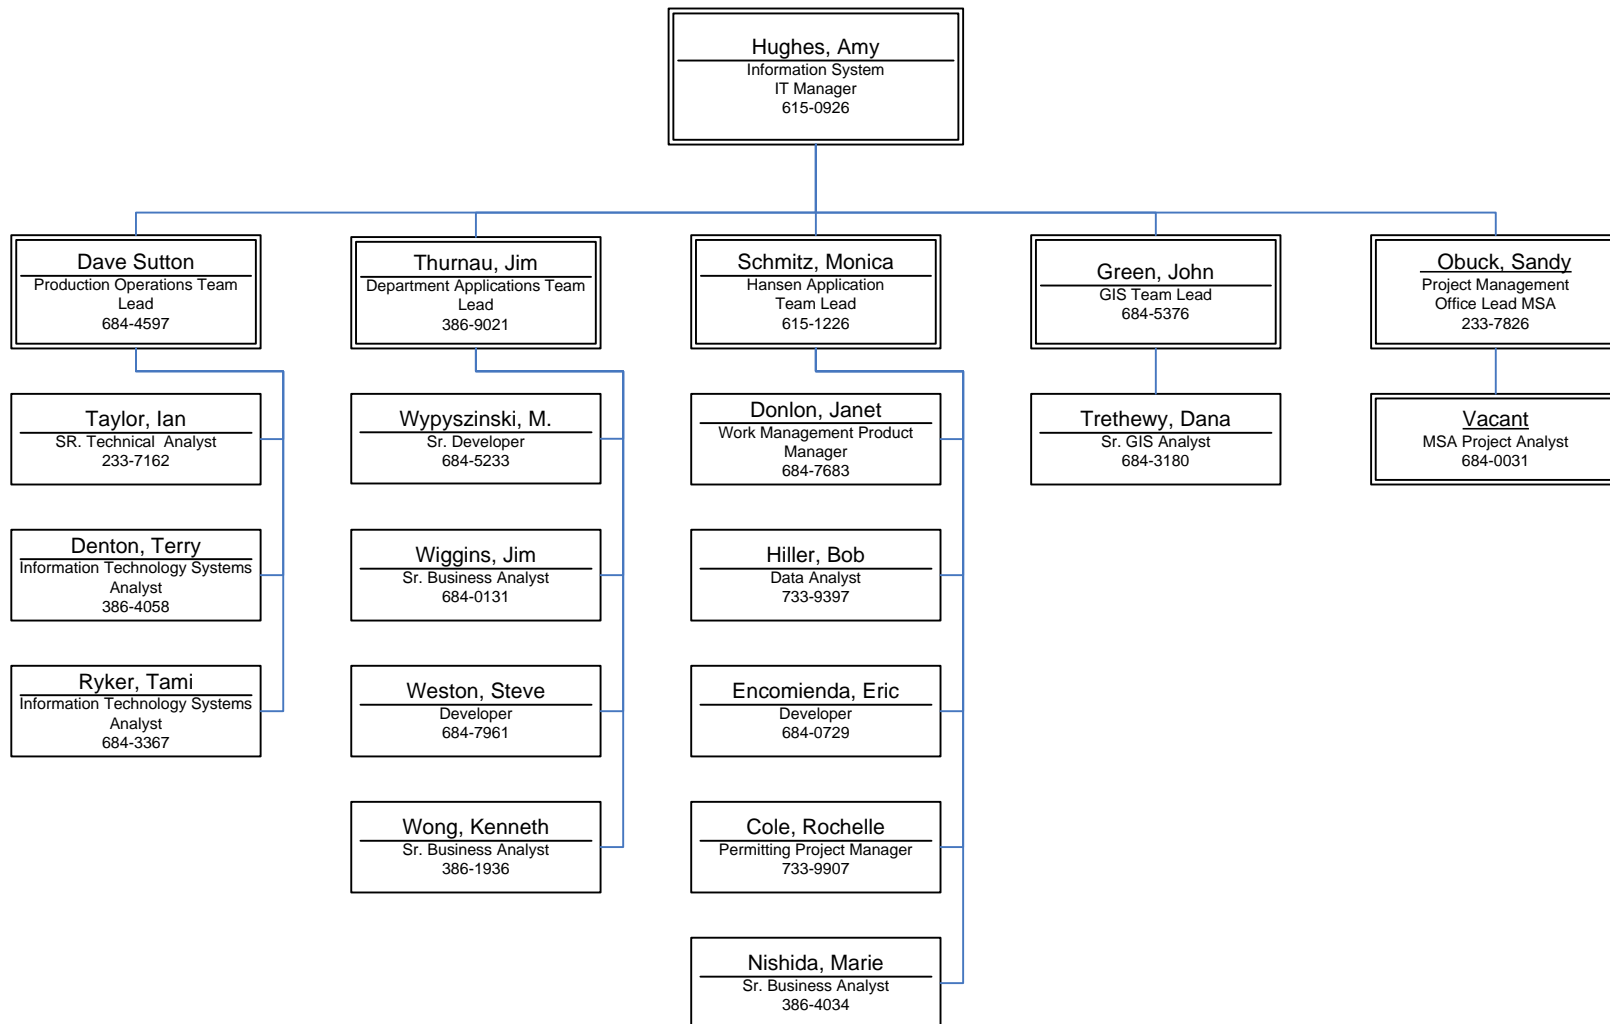 Hughes, Amy
Information System
IT Manager
615-0926
Dave Sutton
Production Operations Team
Lead
684-4597
Thurnau, Jim
Department Applications Team
Lead
386-9021
Schmitz, Monica
Hansen Application
Team Lead
615-1226
Green, John
GIS Team Lead
684-5376
Obuck, Sandy
Project Management
Office Lead MSA
233-7826
Taylor, Ian
SR. Technical Analyst
233-7162
Wypyszinski, M.
Sr. Developer
684-5233
Donlon, Janet
Work Management Product
Manager
684-7683
Trethewy, Dana
Sr. GIS Analyst
684-3180
Vacant
MSA Project Analyst
684-0031
Denton, Terry
Information Technology Systems
Analyst
386-4058
Wiggins, Jim
Sr. Business Analyst
684-0131
Hiller, Bob
Data Analyst
733-9397
Ryker, Tami
Information Technology Systems
Analyst
684-3367
Weston, Steve
Developer
684-7961
Encomienda, Eric
Developer
684-0729
Wong, Kenneth
Sr. Business Analyst
386-1936
Cole, Rochelle
Permitting Project Manager
733-9907
Nishida, Marie
Sr. Business Analyst
386-4034